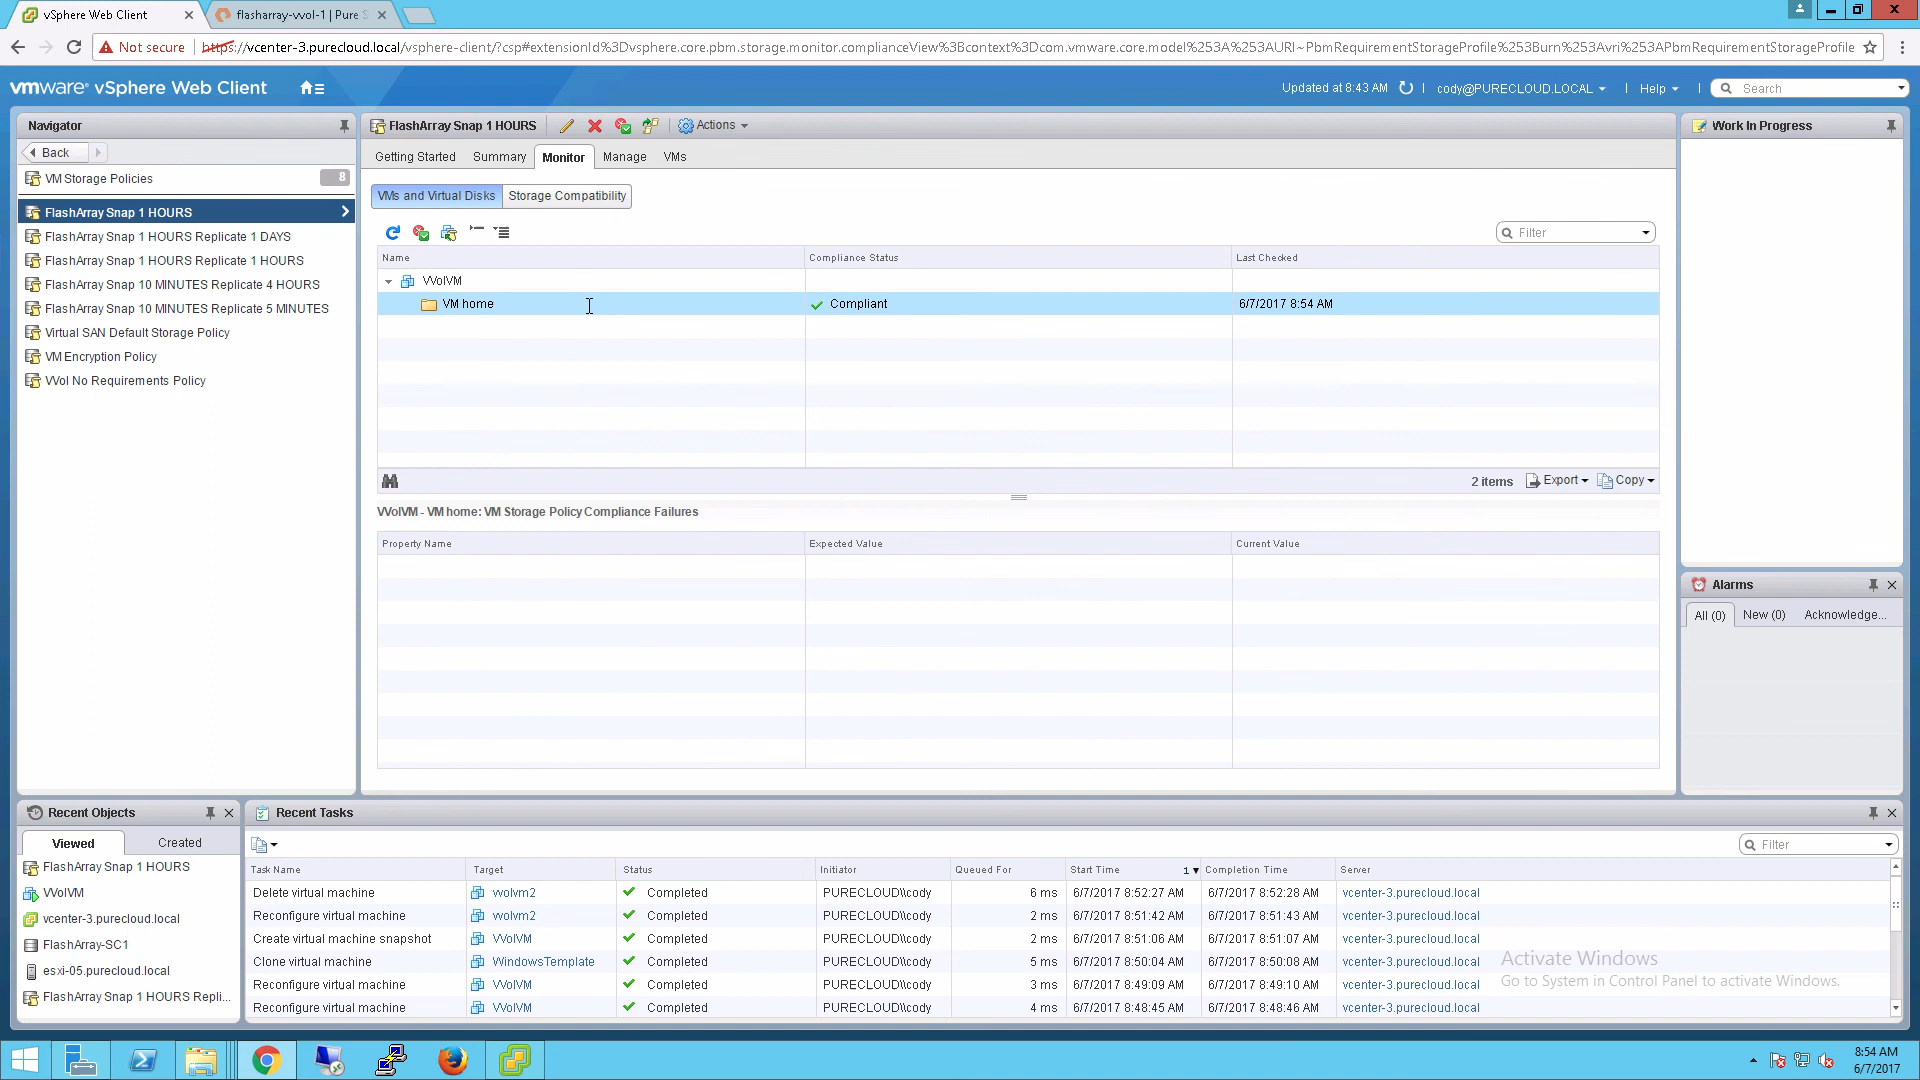 vSphere Web Client
flasharray-vvol-1 | Pure S
Not secure
https://vcenter-3.purecloud.local/vsphere-client/?csp#extensionId%3Dvsphere.core.pbm.storage.monitor.complianceView%3Bcontext%3Dcom.vmware.core.model%253A%253AURI~PbmRequirementStorageProfile%253Burn%253Avri%253APbmRequirementStorageProfile
vmware® vSphere Web Client
Updated at 8:43 AM
cody@PURECLOUD.LOCAL
Help
Search
Navigator
Back
VM Storage Policies
8
FlashArray Snap 1 HOURS
FlashArray Snap 1 HOURS Replicate 1 DAYS
FlashArray Snap 1 HOURS Replicate 1 HOURS
FlashArray Snap 10 MINUTES Replicate 4 HOURS
FlashArray Snap 10 MINUTES Replicate 5 MINUTES
Virtual SAN Default Storage Policy
VM Encryption Policy
VVol No Requirements Policy
FlashArray Snap 1 HOURS
Actions
Getting Started Summary Monitor Manage VMs
VMs and Virtual Disks Storage Compatibility
Filter
Name Compliance Status Last Checked
VVolVM
VM home Compliant 6/7/2017 8:54 AM
2 items Export Copy
VVolVM - VM home: VM Storage Policy Compliance Failures
Property Name Expected Value Current Value
Work In Progress
Alarms
All (0) New (0) Acknowledge...
Recent Objects
Viewed Created
FlashArray Snap 1 HOURS
VVolVM
vcenter-3.purecloud.local
FlashArray-SC1
esxi-05.purecloud.local
FlashArray Snap 1 HOURS Repli...
Recent Tasks
Filter
Task Name Target Status Initiator Queued For Start Time 1 Completion Time Server
Delete virtual machine vvolvm2 Completed PURECLOUD\\cody 6 ms 6/7/2017 8:52:27 AM 6/7/2017 8:52:28 AM vcenter-3.purecloud.local
Reconfigure virtual machine vvolvm2 Completed PURECLOUD\\cody 2 ms 6/7/2017 8:51:42 AM 6/7/2017 8:51:43 AM vcenter-3.purecloud.local
Create virtual machine snapshot VVolVM Completed PURECLOUD\\cody 2 ms 6/7/2017 8:51:06 AM 6/7/2017 8:51:07 AM vcenter-3.purecloud.local
Clone virtual machine WindowsTemplate Completed PURECLOUD\\cody 5 ms 6/7/2017 8:50:04 AM 6/7/2017 8:50:08 AM vcenter-3.purecloud.local
Reconfigure virtual machine VVolVM Completed PURECLOUD\\cody 3 ms 6/7/2017 8:49:09 AM 6/7/2017 8:49:10 AM vcenter-3.purecloud.local
Reconfigure virtual machine VVolVM Completed PURECLOUD\\cody 4 ms 6/7/2017 8:48:45 AM 6/7/2017 8:48:46 AM vcenter-3.purecloud.local
Activate Windows
Go to System in Control Panel to activate Windows.
8:54 AM
6/7/2017